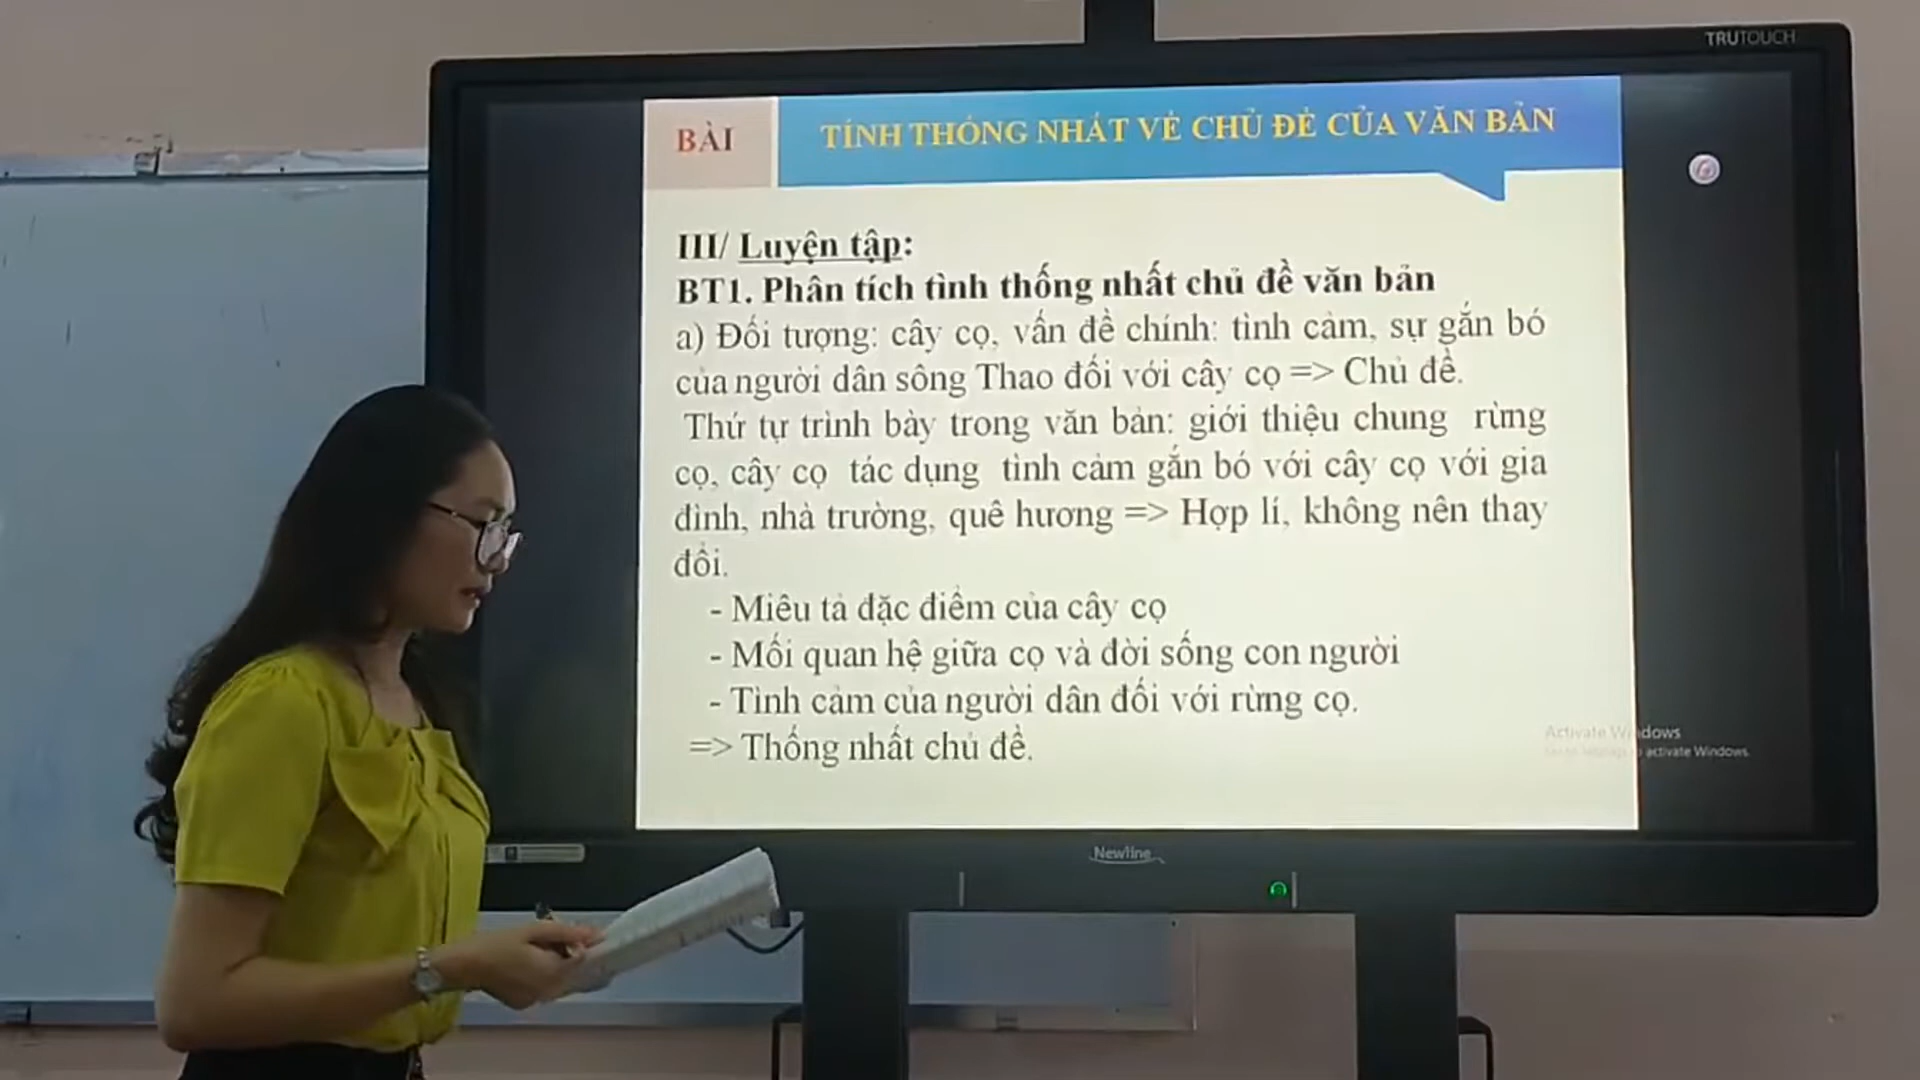 TRUTOUCH
BÀI
TÍNH THỐNG NHẤT VỀ CHỦ ĐỀ CỦA VĂN BẢN
III/ Luyện tập:
BT1. Phân tích tình thống nhất chủ đề văn bản
a) Đối tượng: cây cọ, vấn đề chính: tình cảm, sự gắn bó
của người dân sông Thao đối với cây cọ => Chủ đề.
Thứ tự trình bày trong văn bản: giới thiệu chung rừng
cọ, cây cọ tác dụng tình cảm gắn bó với cây cọ với gia
đình, nhà trường, quê hương => Hợp lí, không nên thay
đổi.
- Miêu tả đặc điểm của cây cọ
- Mối quan hệ giữa cọ và đời sống con người
- Tình cảm của người dân đối với rừng cọ.
=> Thống nhất chủ đề.
Activate Windows
activate Windows.
Newline